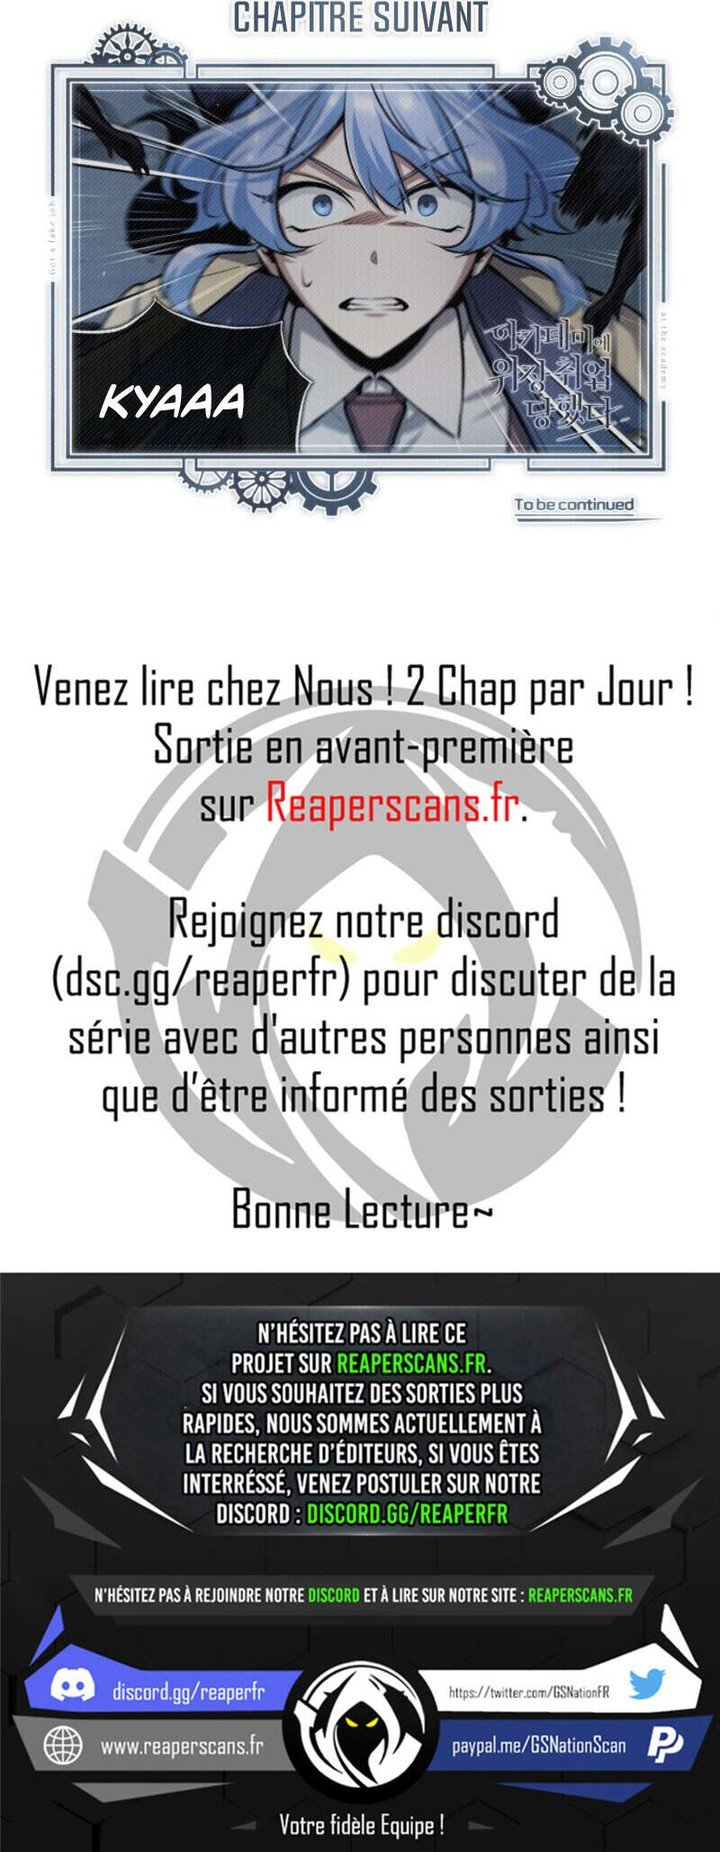 CHAPITRE SUIVANT
Got a fake job
at the academy
KYAAA
아카데미에
위장취업
당했다
To be continued
Venez lire chez Nous ! 2 Chap par Jour !
Sortie en avant-première
sur Reaperscans.fr.
Rejoignez notre discord
(dsc.gg/reaperfr) pour discuter de la
série avec d'autres personnes ainsi
que d’être informé des sorties !
Bonne Lecture~
N'HÉSITEZ PAS À LIRE CE
PROJET SUR REAPERSCANS.FR.
SI VOUS SOUHAITEZ DES SORTIES PLUS
RAPIDES, NOUS SOMMES ACTUELLEMENT À
LA RECHERCHE D'ÉDITEURS, SI VOUS ÊTES
INTERRÉSSÉ, VENEZ POSTULER SUR NOTRE
DISCORD : DISCORD.GG/REAPERFR
N'HÉSITEZ PAS À REJOINDRE NOTRE DISCORD ET À LIRE SUR NOTRE SITE : REAPERSCANS.FR
discord.gg/reaperfr
https://twitter.com/GSNationFR
www.reaperscans.fr
paypal.me/GSNationScan
Votre fidèle Equipe !